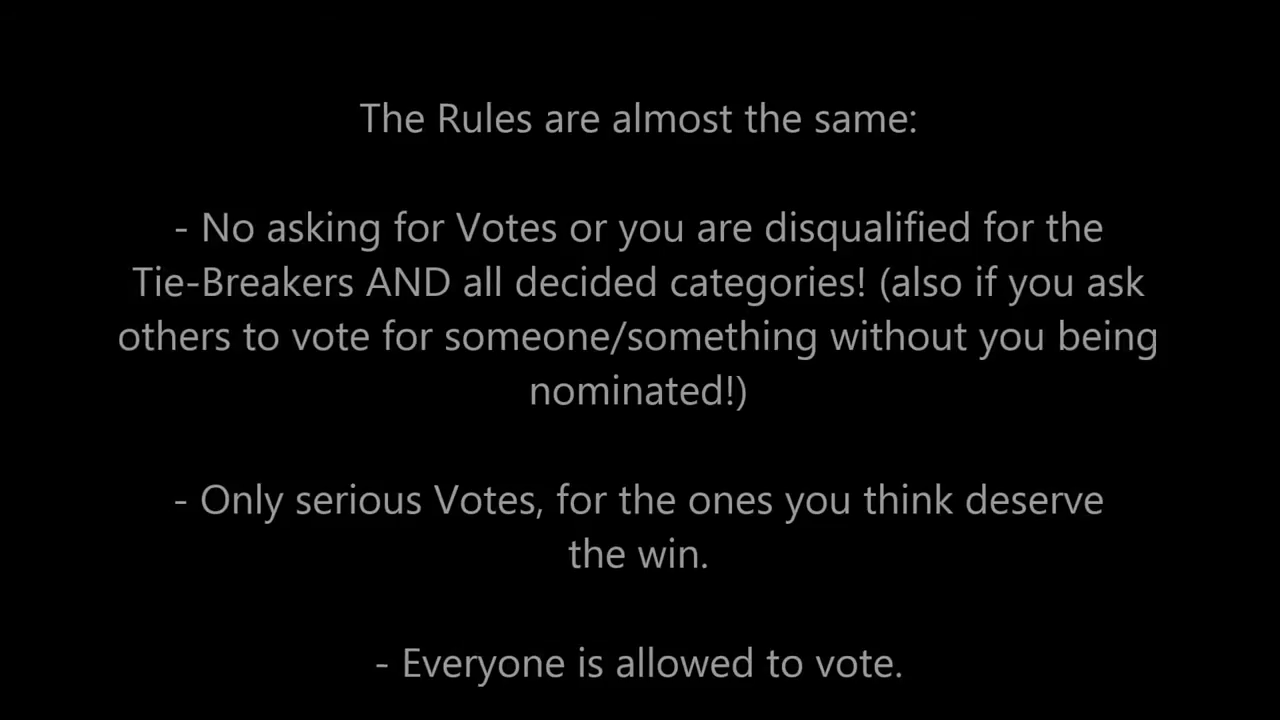 The Rules are almost the same:
- No asking for Votes or you are disqualified for the
Tie-Breakers AND all decided categories! (also if you ask
others to vote for someone/something without you being
nominated!)
- Only serious Votes, for the ones you think deserve
the win.
- Everyone is allowed to vote.